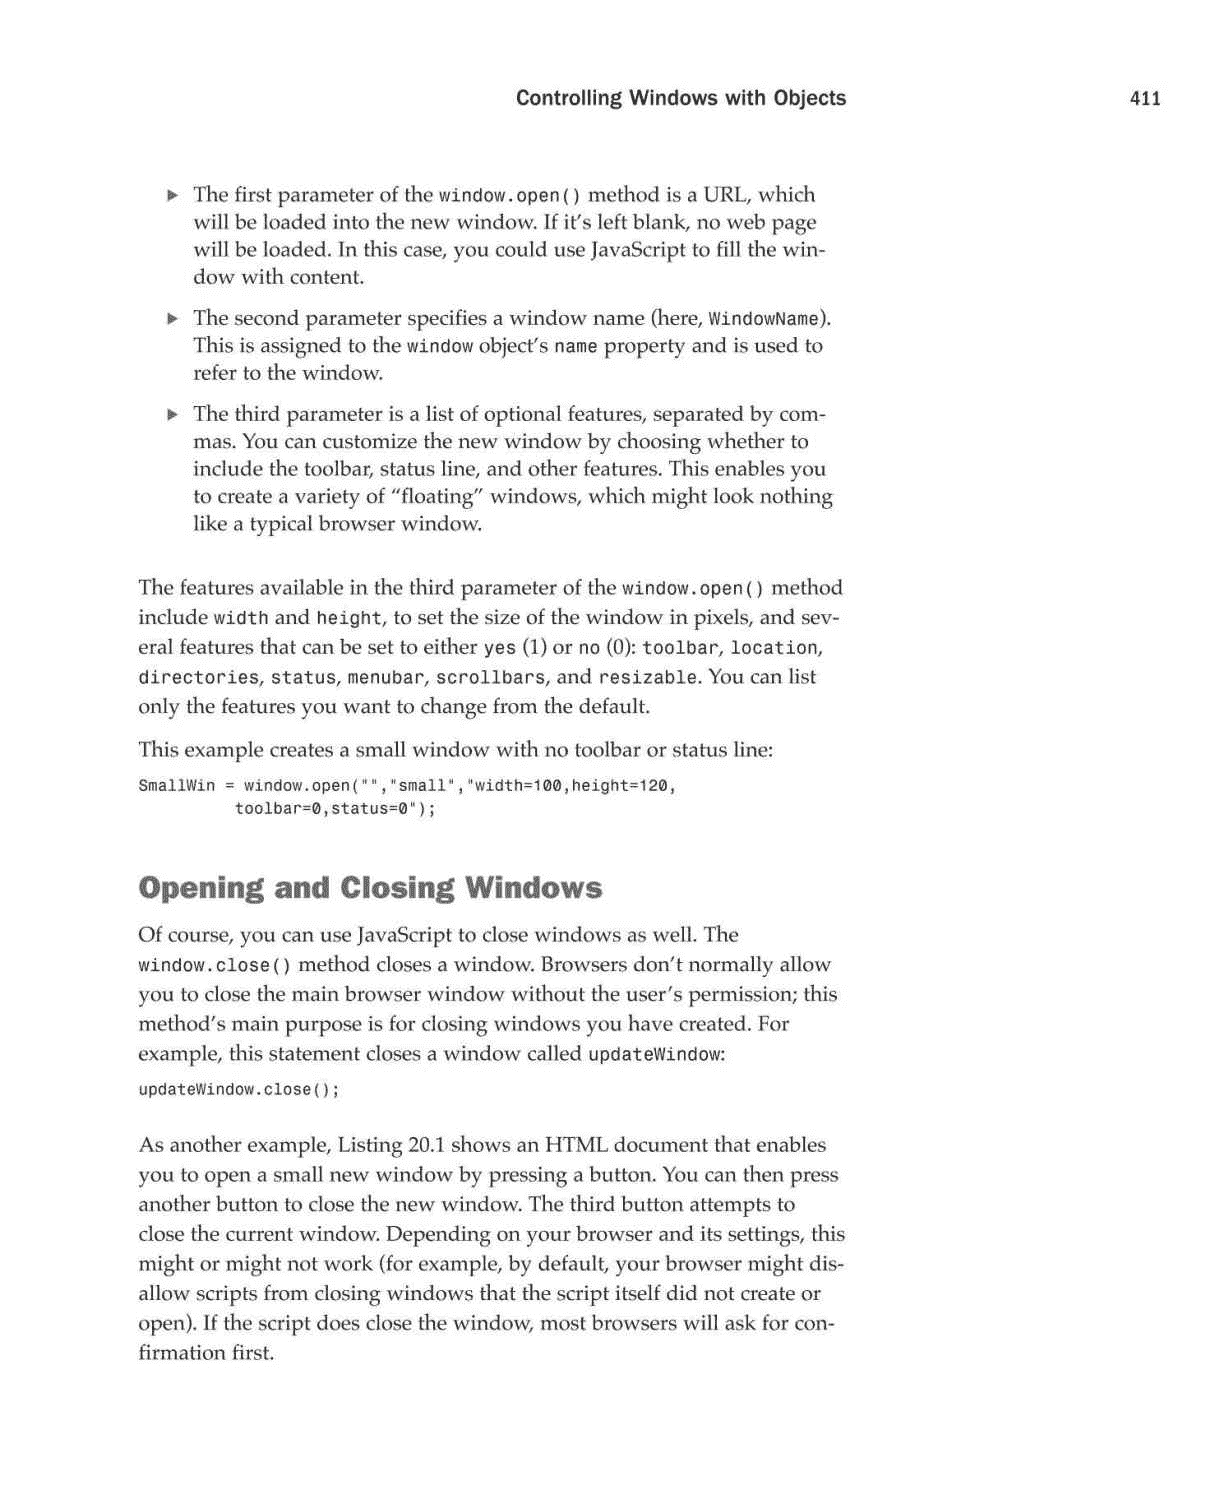 Controlling Windows with Objects 411
▶ The first parameter of the window.open() method is a URL, which
will be loaded into the new window. If it's left blank, no web page
will be loaded. In this case, you could use JavaScript to fill the win-
dow with content.
▶ The second parameter specifies a window name (here, WindowName).
This is assigned to the window object's name property and is used to
refer to the window.
▶ The third parameter is a list of optional features, separated by com-
mas. You can customize the new window by choosing whether to
include the toolbar, status line, and other features. This enables you
to create a variety of “floating” windows, which might look nothing
like a typical browser window.
The features available in the third parameter of the window.open() method
include width and height, to set the size of the window in pixels, and sev-
eral features that can be set to either yes (1) or no (0): toolbar, location,
directories, status, menubar, scrollbars, and resizable. You can list
only the features you want to change from the default.
This example creates a small window with no toolbar or status line:
SmallWin = window.open("","small","width=100,height=120,
toolbar=0,status=0");
Opening and Closing Windows
Of course, you can use JavaScript to close windows as well. The
window.close() method closes a window. Browsers don't normally allow
you to close the main browser window without the user's permission; this
method's main purpose is for closing windows you have created. For
example, this statement closes a window called updateWindow:
updateWindow.close();
As another example, Listing 20.1 shows an HTML document that enables
you to open a small new window by pressing a button. You can then press
another button to close the new window. The third button attempts to
close the current window. Depending on your browser and its settings, this
might or might not work (for example, by default, your browser might dis-
allow scripts from closing windows that the script itself did not create or
open). If the script does close the window, most browsers will ask for con-
firmation first.